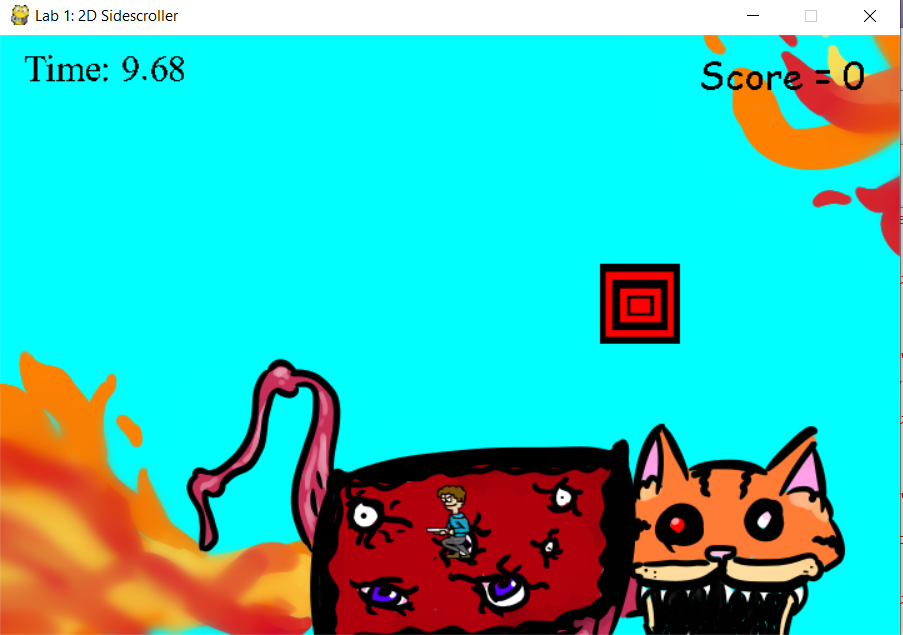 Lab 1: 2D Sidescroller
Time: 9.68
Score = 0